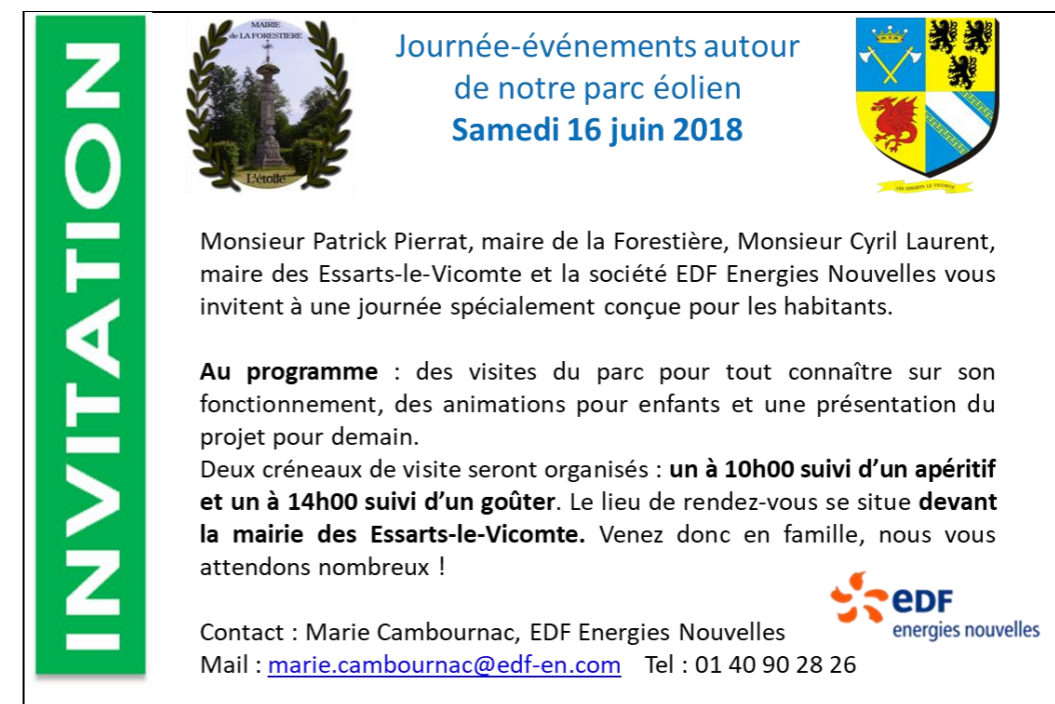 INVITATION
MAIRIE
de LA FORESTIERE
L'étoile
Journée-événements autour
de notre parc éolien
Samedi 16 juin 2018
LES ESSARTS LE VICOMTE
Monsieur Patrick Pierrat, maire de la Forestière, Monsieur Cyril Laurent,
maire des Essarts-le-Vicomte et la société EDF Energies Nouvelles vous
invitent à une journée spécialement conçue pour les habitants.
Au programme : des visites du parc pour tout connaître sur son
fonctionnement, des animations pour enfants et une présentation du
projet pour demain.
Deux créneaux de visite seront organisés : un à 10h00 suivi d’un apéritif
et un à 14h00 suivi d’un goûter. Le lieu de rendez-vous se situe devant
la mairie des Essarts-le-Vicomte. Venez donc en famille, nous vous
attendons nombreux !
edf
energies nouvelles
Contact : Marie Cambournac, EDF Energies Nouvelles
Mail : marie.cambournac@edf-en.com Tel : 01 40 90 28 26